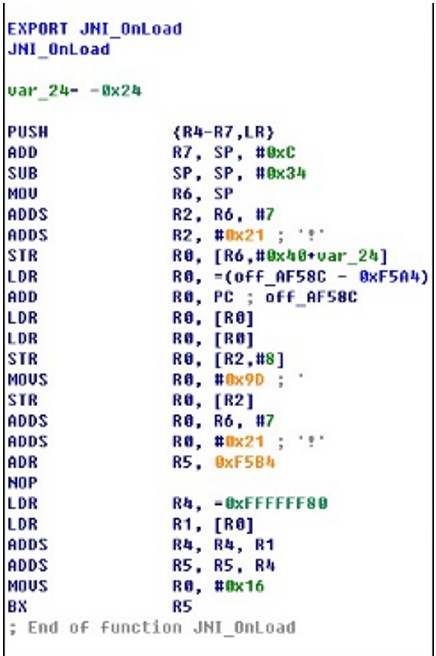 EXPORT JNI_OnLoad
JNI_OnLoad
var_24= -0x24
PUSH {R4-R7,LR}
ADD R7, SP, #0xC
SUB SP, SP, #0x34
MOV R6, SP
ADDS R2, R6, #7
ADDS R2, #0x21 ; '!'
STR R0, [R6,#0x40+var_24]
LDR R0, =(off_AF58C - 0xF5A4)
ADD R0, PC ; off_AF58C
LDR R0, [R0]
LDR R0, [R0]
STR R0, [R2,#8]
MOVS R0, #0x9D ; '
STR R0, [R2]
ADDS R0, R6, #7
ADDS R0, #0x21 ; '!'
ADR R5, 0xF5B4
NOP
LDR R4, =0xFFFFFF80
LDR R1, [R0]
ADDS R4, R4, R1
ADDS R5, R5, R4
MOVS R0, #0x16
BX R5
; End of function JNI_OnLoad